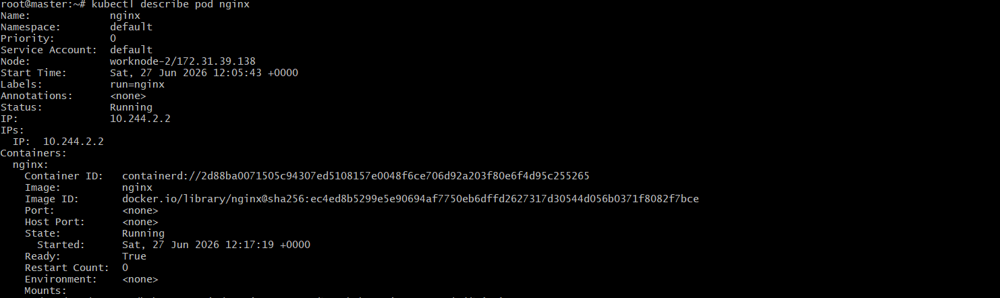 root@master:~# kubectl describe pod nginx
Name:             nginx
Namespace:        default
Priority:         0
Service Account:  default
Node:             worknode-2/172.31.39.138
Start Time:       Sat, 27 Jun 2026 12:05:43 +0000
Labels:           run=nginx
Annotations:      <none>
Status:           Running
IP:               10.244.2.2
IPs:
  IP:  10.244.2.2
Containers:
  nginx:
    Container ID:   containerd://2d88ba0071505c94307ed5108157e0048f6ce706d92a203f80e6f4d95c255265
    Image:          nginx
    Image ID:       docker.io/library/nginx@sha256:ec4ed8b5299e5e90694af7750eb6dffd2627317d30544d056b0371f8082f7bce
    Port:           <none>
    Host Port:      <none>
    State:          Running
      Started:      Sat, 27 Jun 2026 12:17:19 +0000
    Ready:          True
    Restart Count:  0
    Environment:    <none>
    Mounts: